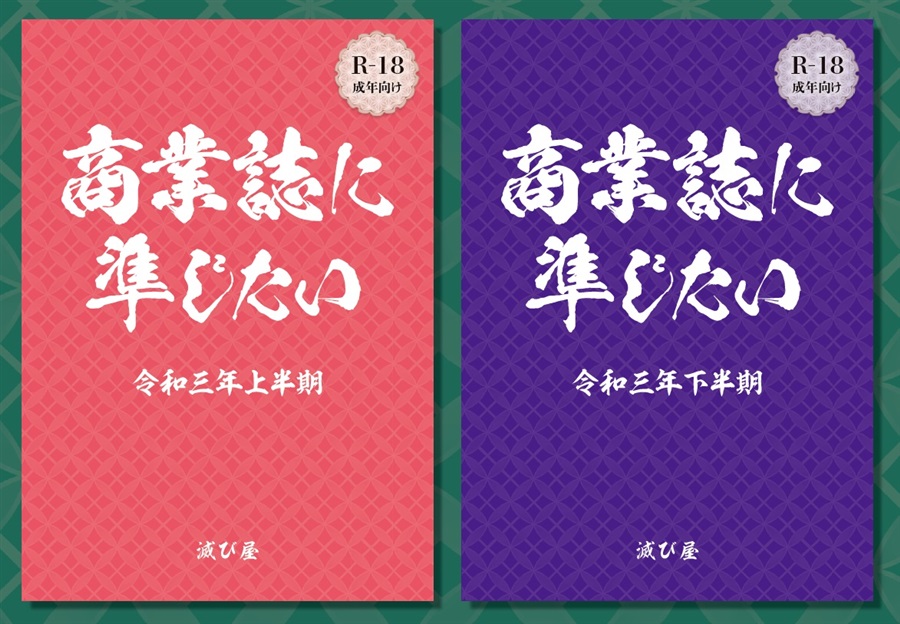 R-18
成年向け
商業誌に
準じたい
令和三年上半期
滅び屋
R-18
成年向け
商業誌に
準じたい
令和三年下半期
滅び屋